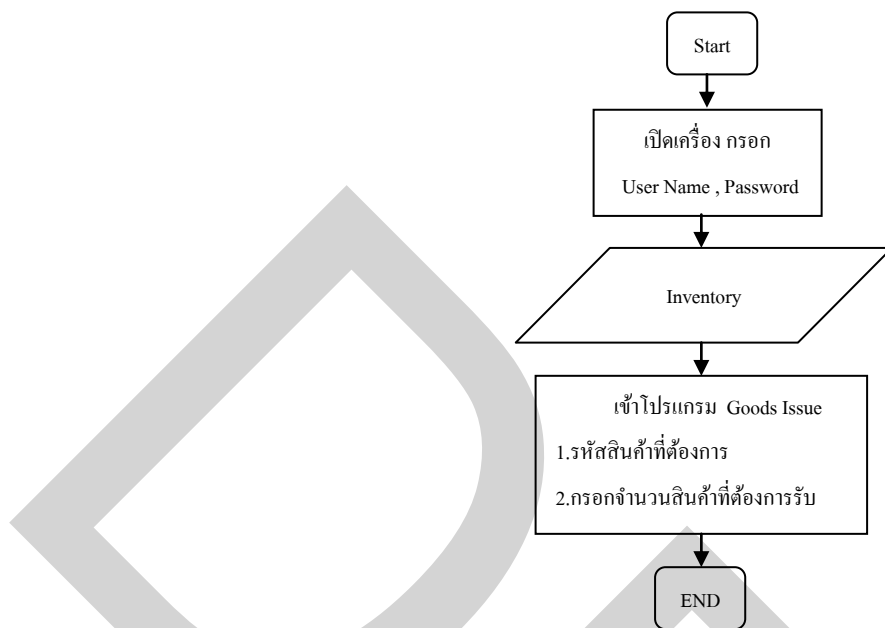 Start
เปิดเครื่อง กรอก
User Name , Password
Inventory
เข้าโปรแกรม Goods Issue
1.รหัสสินค้าที่ต้องการ
2.กรอกจำนวนสินค้าที่ต้องการรับ
END